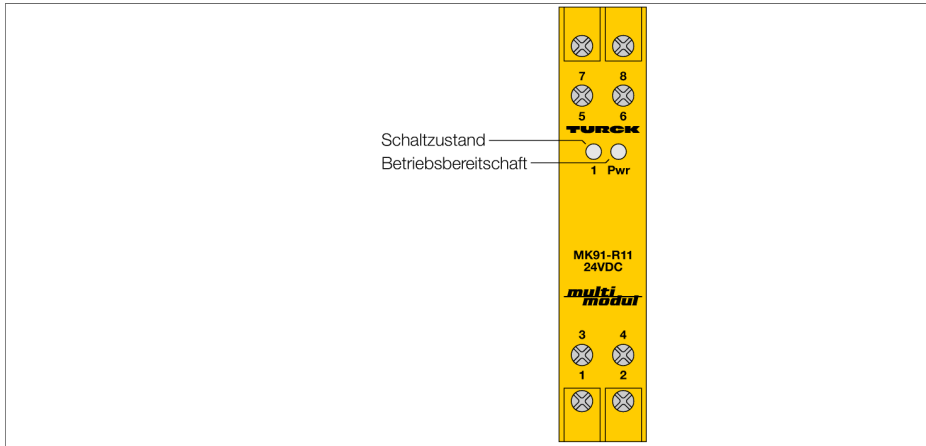 7 8
5 6
TURCK
Schaltzustand
Betriebsbereitschaft
1 Pwr
MK91-R11
24VDC
multi
modul
3 4
1 2